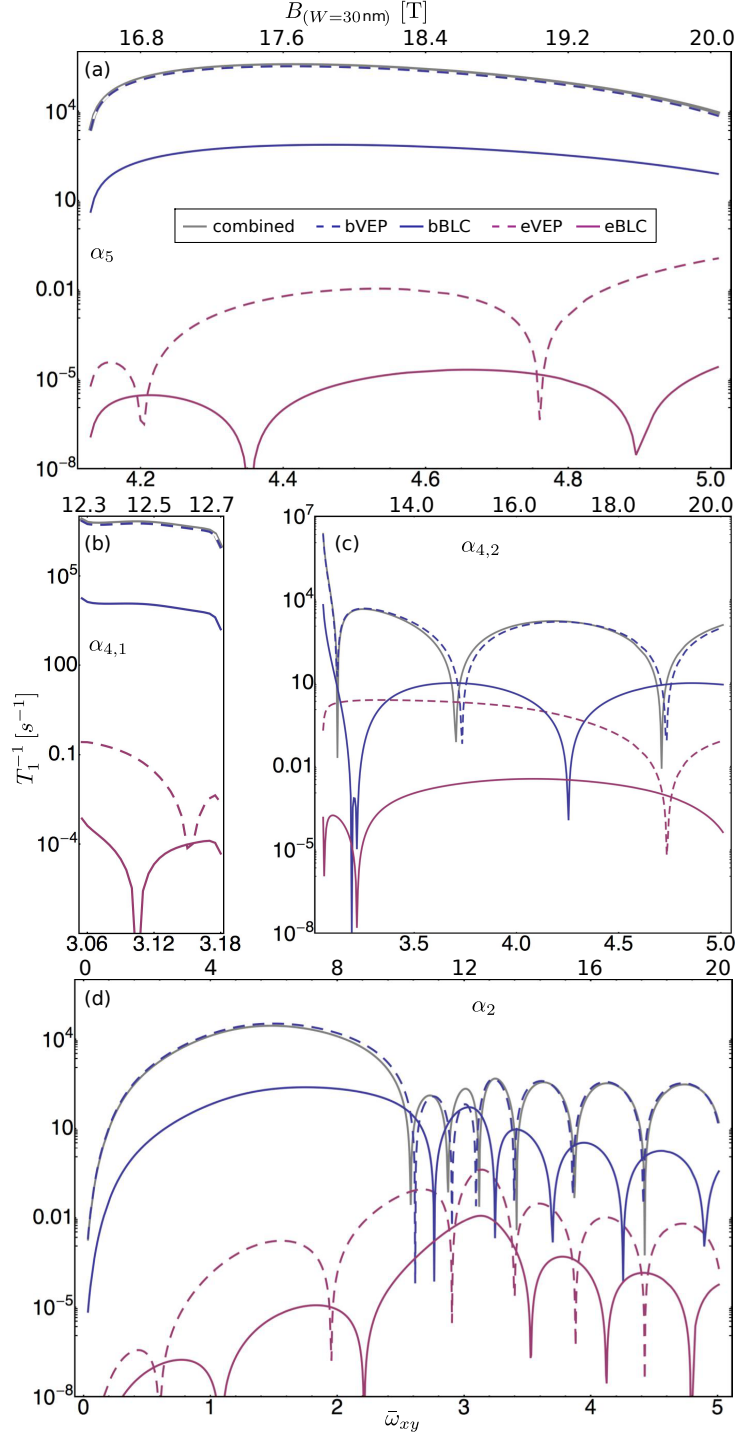 B(W=30nm) [T]
16.8 17.6 18.4 19.2 20.0
(a)
10^4
10
0.01
10^-5
10^-8
combined bVEP bBLC eVEP eBLC
α5
4.2 4.4 4.6 4.8 5.0
12.3 12.5 12.7
(b)
10^5
100
0.1
10^-4
α4,1
3.06 3.12 3.18
T1^-1 [s^-1]
14.0 16.0 18.0 20.0
(c)
α4,2
10^7
10^4
10
0.01
10^-5
10^-8
3.5 4.0 4.5 5.0
0 4 8 12 16 20
(d)
α2
10^4
10
0.01
10^-5
10^-8
0 1 2 3 4 5
ω̄xy